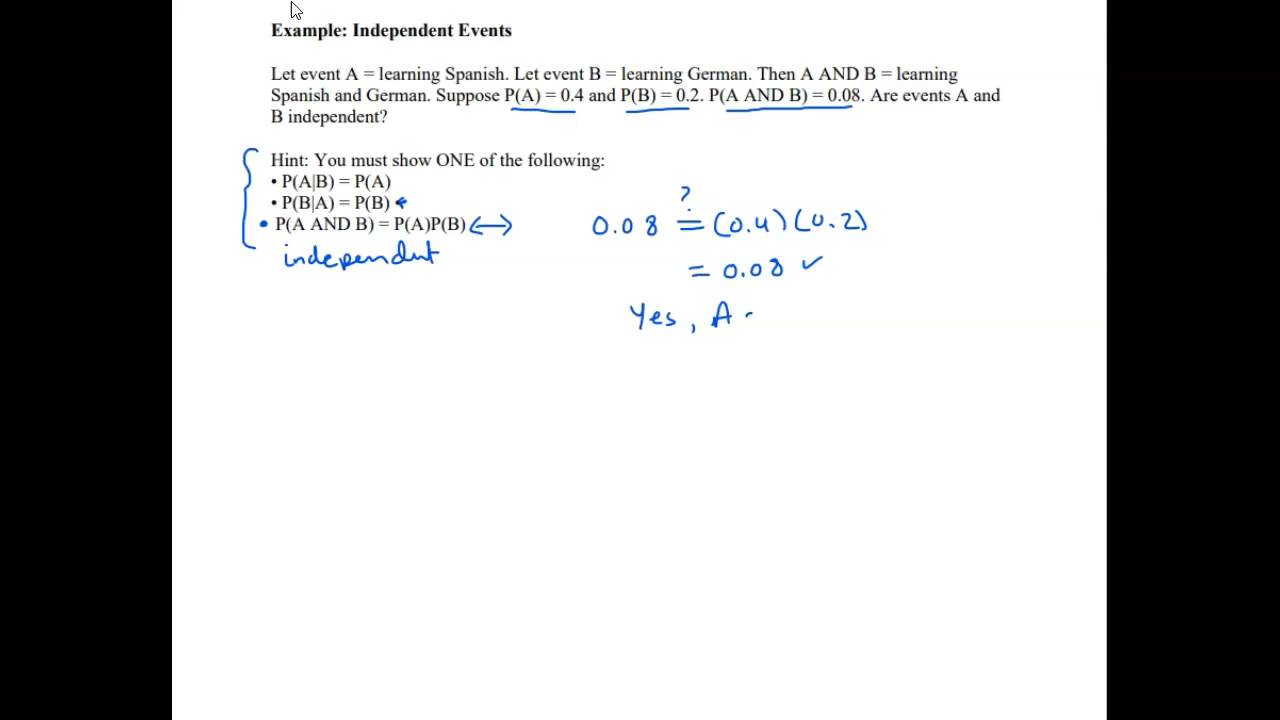 Example: Independent Events
Let event A = learning Spanish. Let event B = learning German. Then A AND B = learning
Spanish and German. Suppose P(A) = 0.4 and P(B) = 0.2. P(A AND B) = 0.08. Are events A and
B independent?
Hint: You must show ONE of the following:
• P(A|B) = P(A)
• P(B|A) = P(B) ←
• P(A AND B) = P(A)P(B) ↔
independent
?
0.08 = (0.4)(0.2)
= 0.08 ✓
Yes, A